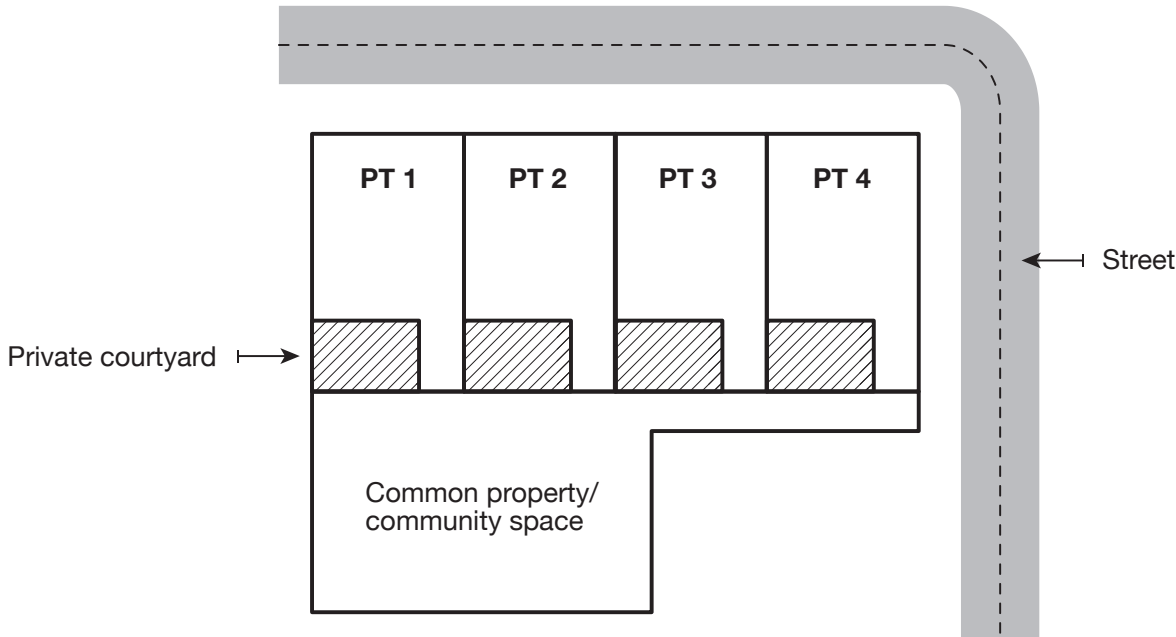 PT 1
PT 2
PT 3
PT 4
Street
Private courtyard
Common property/
community space